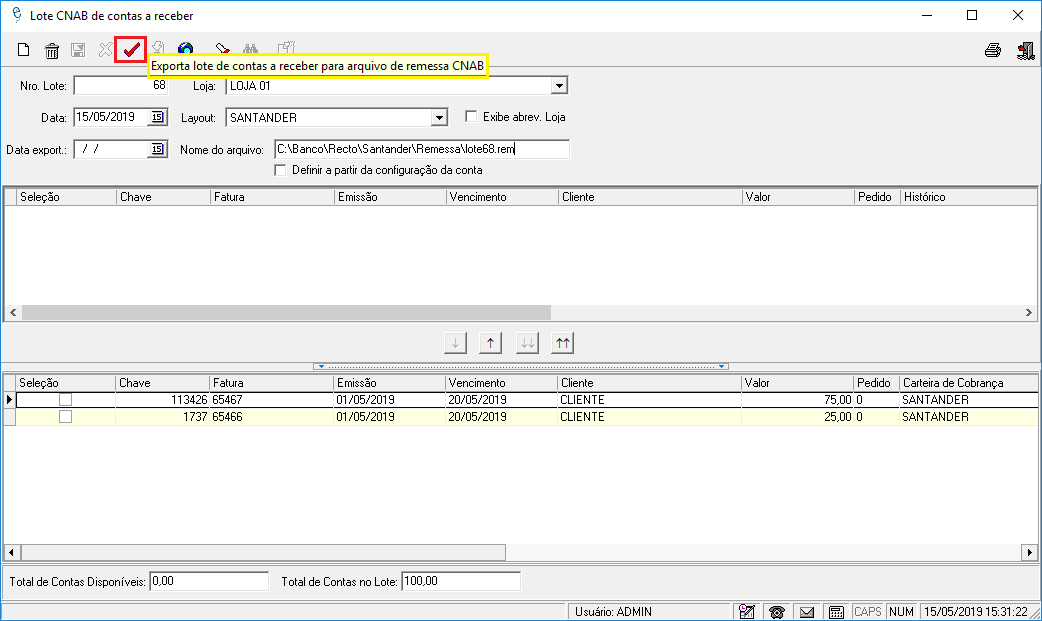 Lote CNAB de contas a receber
Exporta lote de contas a receber para arquivo de remessa CNAB
Nro. Lote: 68 Loja: LOJA 01
Data: 15/05/2019 15 Layout: SANTANDER Exibe abrev. Loja
Data export.: / / 15 Nome do arquivo: C:\Banco\Recto\Santander\Remessa\lote68.rem
Definir a partir da configuração da conta
Seleção Chave Fatura Emissão Vencimento Cliente Valor Pedido Histórico
Seleção Chave Fatura Emissão Vencimento Cliente Valor Pedido Carteira de Cobrança
113426 65467 01/05/2019 20/05/2019 CLIENTE 75,00 0 SANTANDER
1737 65466 01/05/2019 20/05/2019 CLIENTE 25,00 0 SANTANDER
Total de Contas Disponíveis: 0,00 Total de Contas no Lote: 100,00
Usuário: ADMIN CAPS NUM 15/05/2019 15:31:22